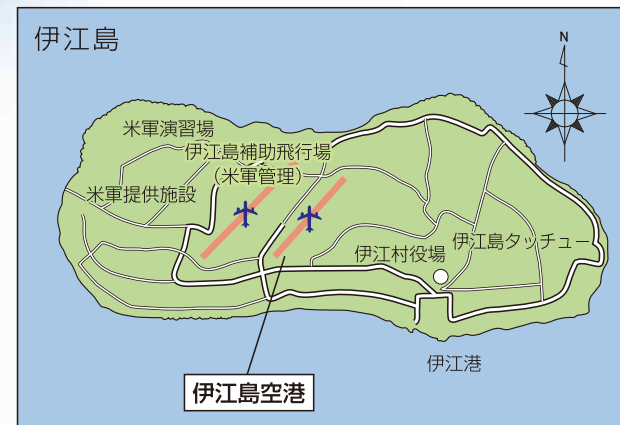 伊江島
N
米軍演習場
伊江島補助飛行場
（米軍管理）
米軍提供施設
伊江村役場
伊江島タッチュー
伊江港
伊江島空港